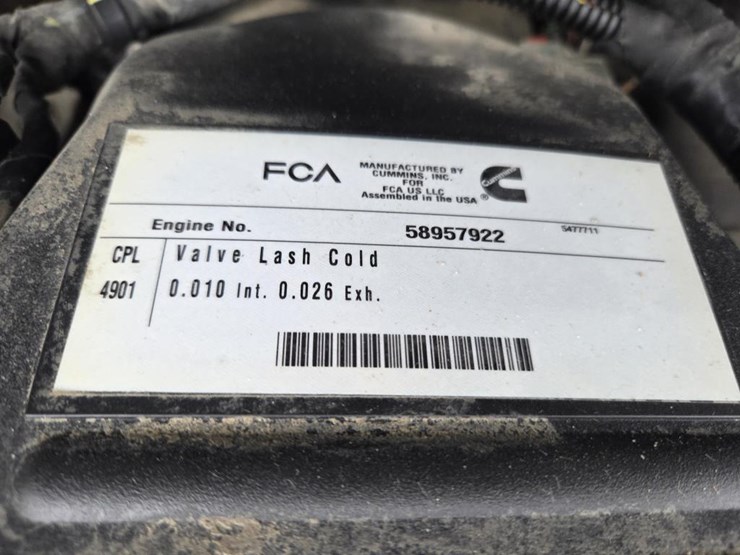 FCA
MANUFACTURED BY
CUMMINS, INC.
FOR
FCA US LLC
Assembled in the USA
Cummins
®
Engine No. 58957922 5477711
CPL Valve Lash Cold
4901 0.010 Int. 0.026 Exh.